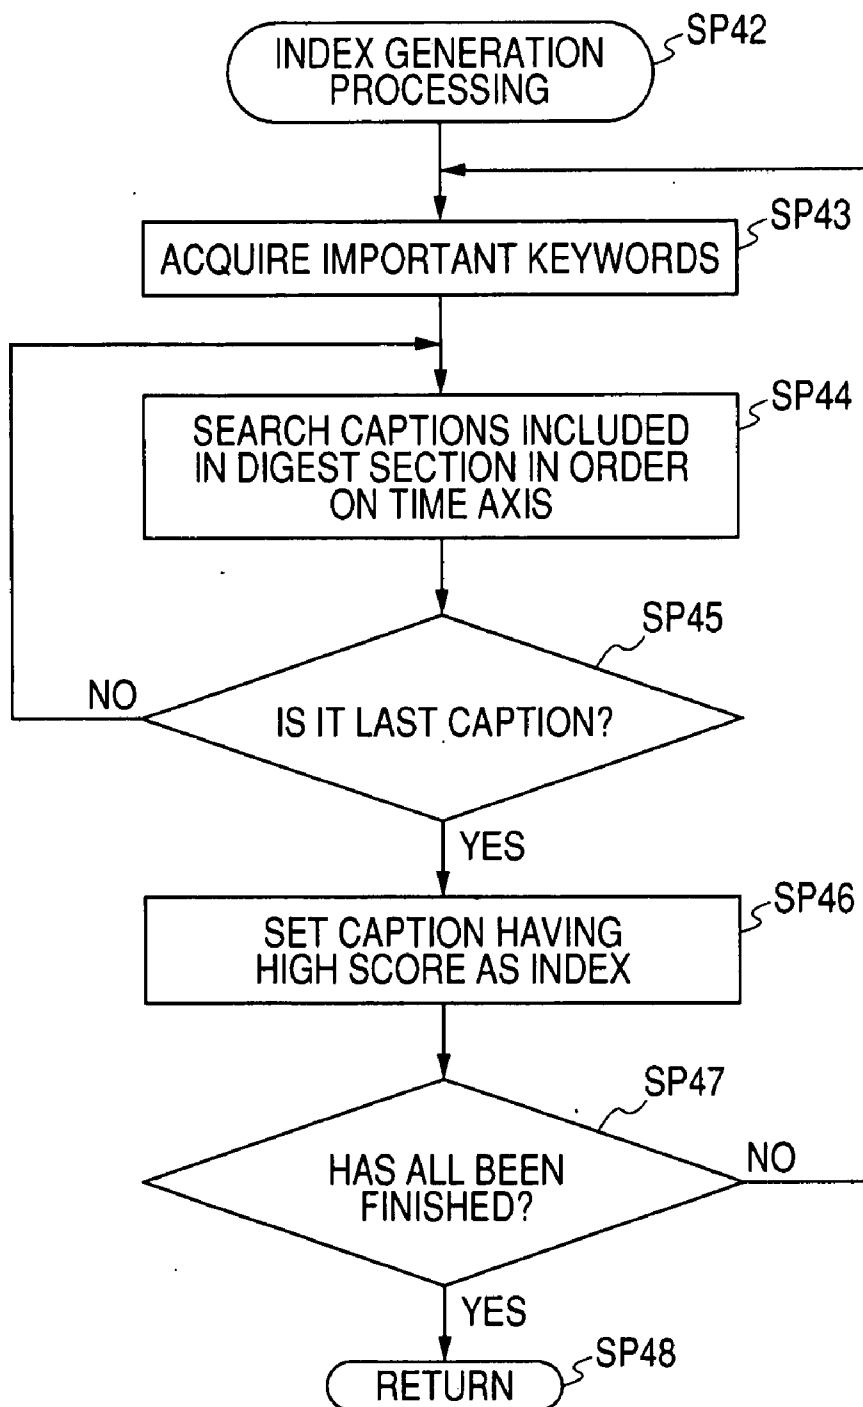 SP42
INDEX GENERATION
PROCESSING
SP43
ACQUIRE IMPORTANT KEYWORDS
SP44
SEARCH CAPTIONS INCLUDED
IN DIGEST SECTION IN ORDER
ON TIME AXIS
SP45
NO
IS IT LAST CAPTION?
YES
SP46
SET CAPTION HAVING
HIGH SCORE AS INDEX
SP47
NO
HAS ALL BEEN
FINISHED?
YES
SP48
RETURN